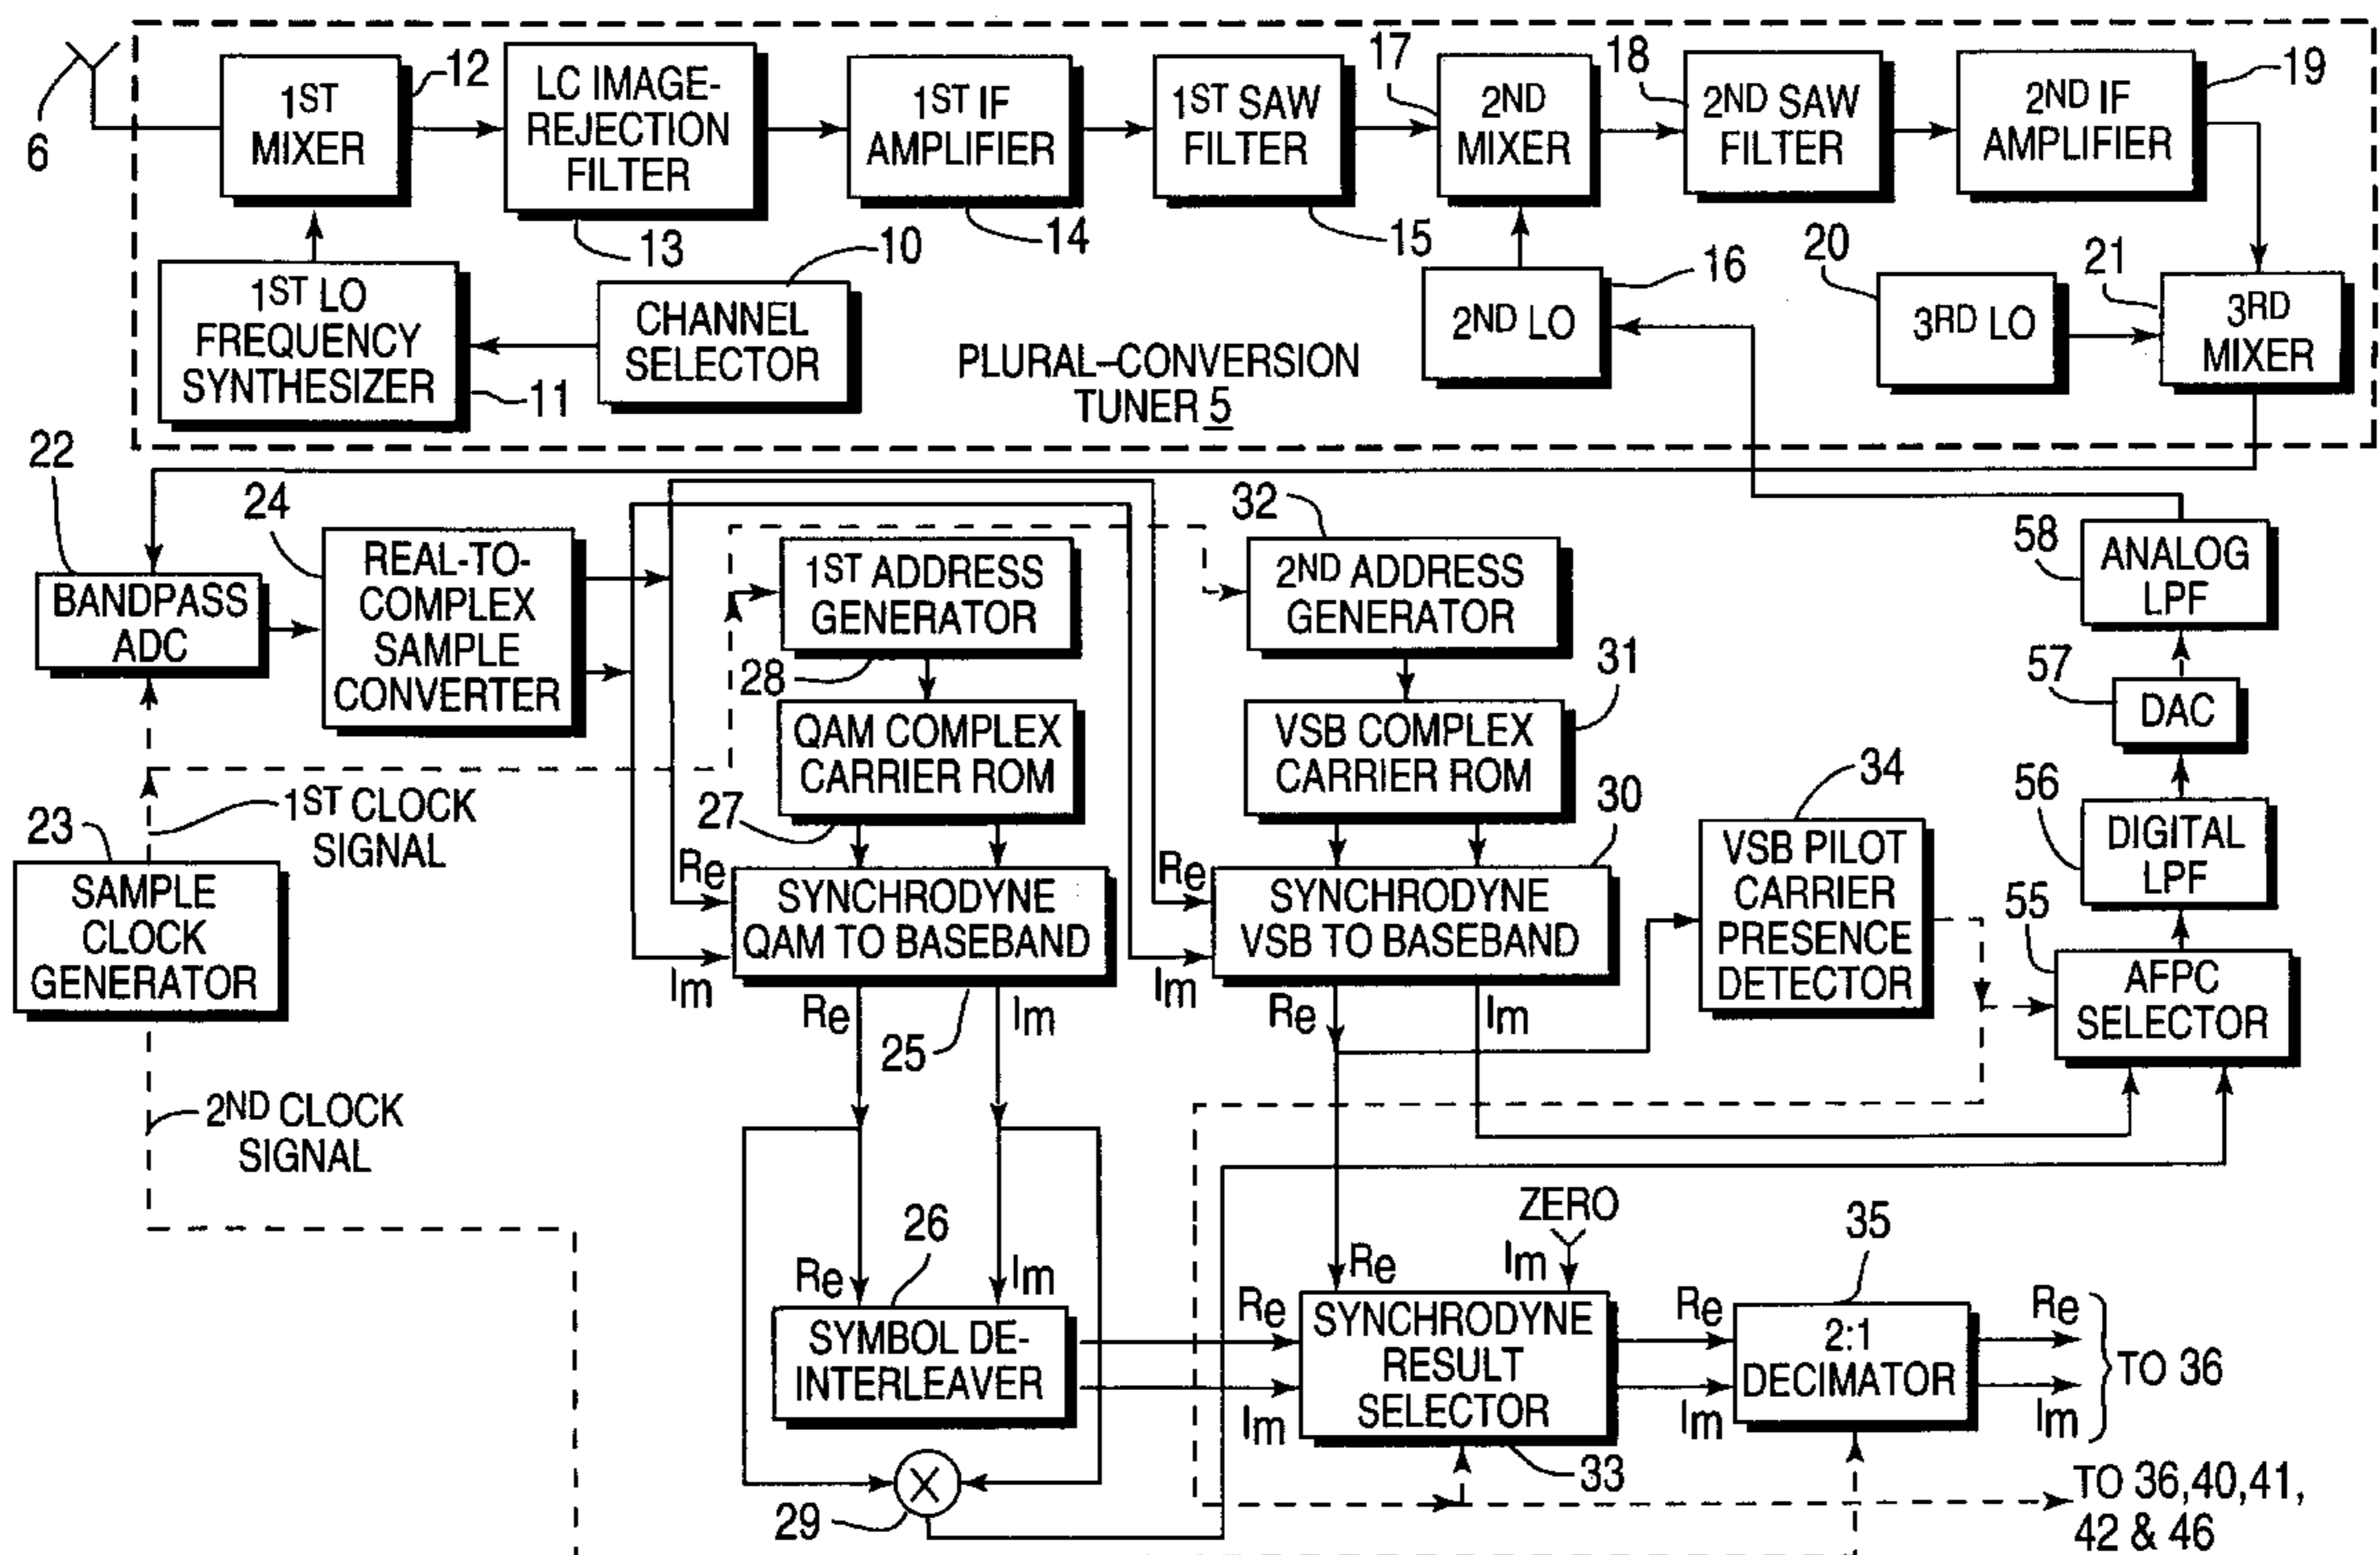 6
1ST
MIXER
12
LC IMAGE-
REJECTION
FILTER
13
1ST IF
AMPLIFIER
14
1ST SAW
FILTER
15
17
2ND
MIXER
18
2ND SAW
FILTER
2ND IF
AMPLIFIER
19
1ST LO
FREQUENCY
SYNTHESIZER
11
10
CHANNEL
SELECTOR
PLURAL–CONVERSION
TUNER 5
2ND LO
16
20
3RD LO
21
3RD
MIXER
22
BANDPASS
ADC
24
REAL-TO-
COMPLEX
SAMPLE
CONVERTER
1ST ADDRESS
GENERATOR
28
32
2ND ADDRESS
GENERATOR
58
ANALOG
LPF
QAM COMPLEX
CARRIER ROM
27
VSB COMPLEX
CARRIER ROM
31
57
DAC
1ST CLOCK
SIGNAL
23
SAMPLE
CLOCK
GENERATOR
2ND CLOCK
SIGNAL
Re
Im
SYNCHRODYNE
QAM TO BASEBAND
25
Re
Im
Re
Im
SYNCHRODYNE
VSB TO BASEBAND
30
Re
Im
34
VSB PILOT
CARRIER
PRESENCE
DETECTOR
56
DIGITAL
LPF
55
AFPC
SELECTOR
26
Re
Im
SYMBOL DE-
INTERLEAVER
29
X
ZERO
Re
Im
Re
Im
SYNCHRODYNE
RESULT
SELECTOR
33
Re
Im
35
2:1
DECIMATOR
Re
Im
TO 36
TO 36,40,41,
42 & 46